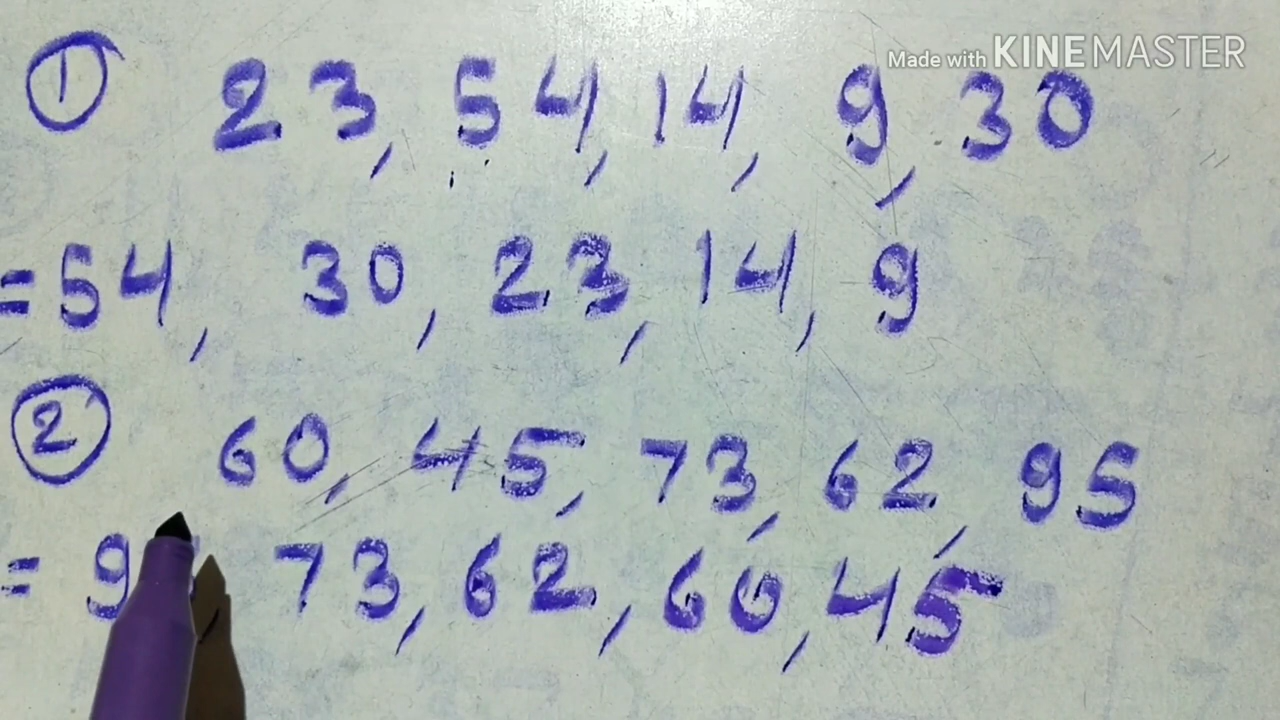 Made with KINEMASTER
① 23, 54, 14, 9, 30
= 54, 30, 23, 14, 9
② 60, 45, 73, 62, 95
= 9 73, 62, 60, 45